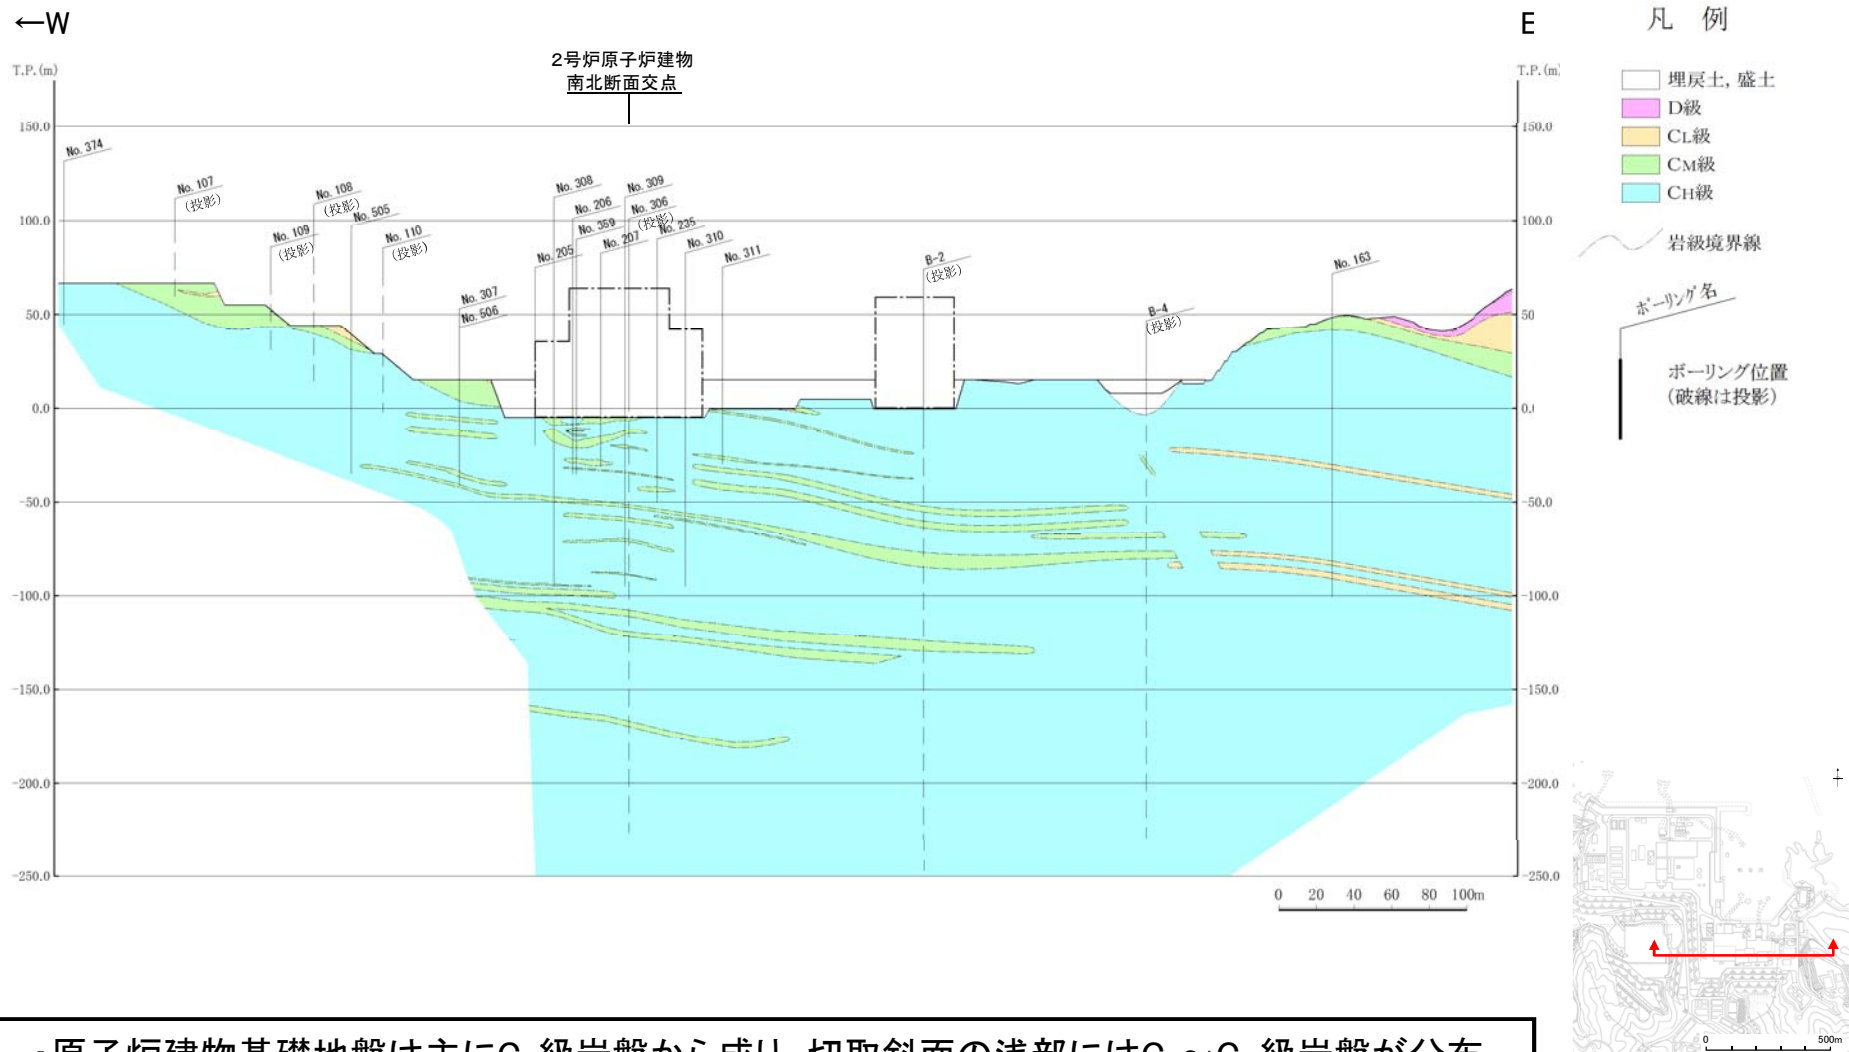 ←W
E
2号炉原子炉建物
南北断面交点
T.P.(m)
T.P.(m)
150.0
100.0
50.0
0.0
-50.0
-100.0
-150.0
-200.0
-250.0
150.0
100.0
50
0.(
-50.0
-100.0
-150.0
-200.0
-250.0
No. 374
No. 107
(投影)
No. 108
(投影)
No. 109
(投影)
No. 505
No. 110
(投影)
No. 307
No. 506
No. 308
No. 309
No. 206
No. 306
(投影)
No. 359
No. 235
No. 207
No. 205
No. 310
No. 311
B-2
(投影)
B-4
(投影)
No. 163
0 20 40 60 80 100m
凡 例
埋戻土, 盛土
D級
CL級
CM級
CH級
岩級境界線
ボーリング名
ボーリング位置
(破線は投影)
0 500m